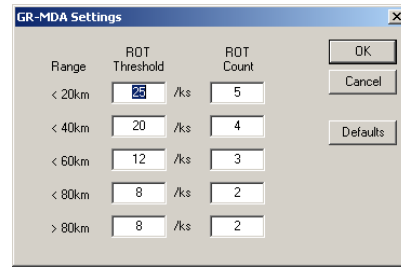 GR-MDA Settings
Range ROT Threshold ROT Count
< 20km 25 /ks 5
< 40km 20 /ks 4
< 60km 12 /ks 3
< 80km 8 /ks 2
> 80km 8 /ks 2
OK
Cancel
Defaults